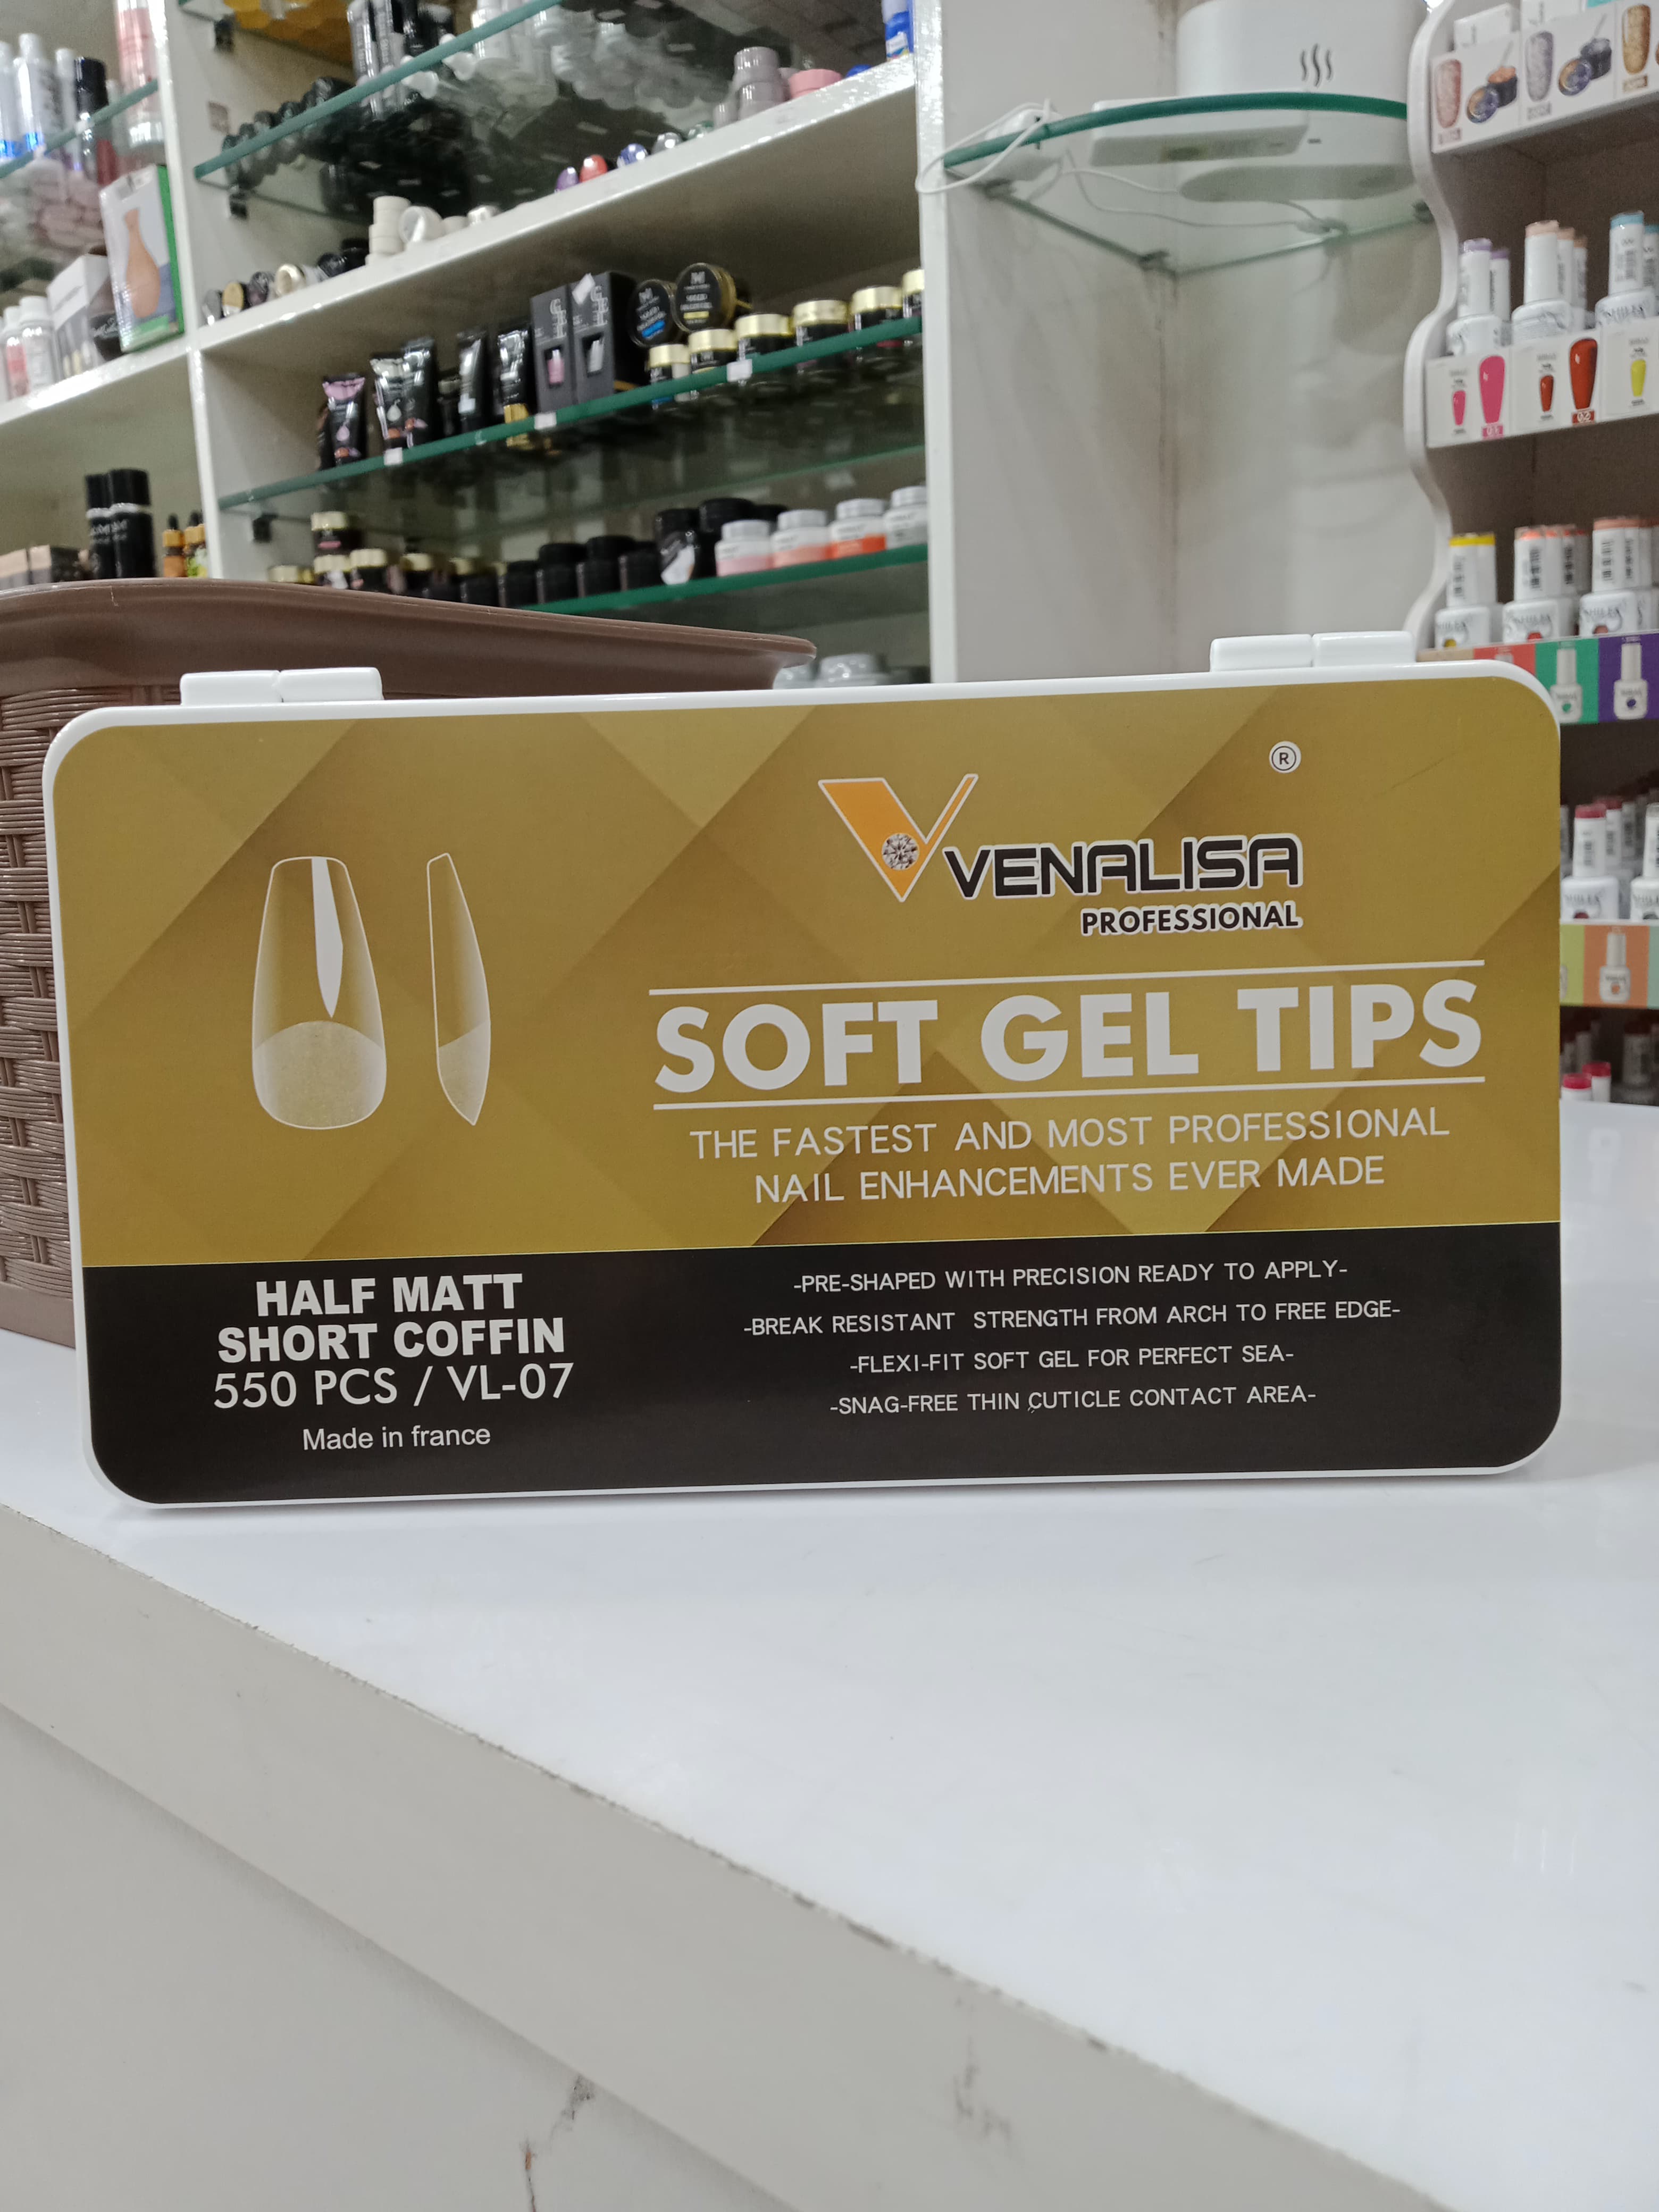 ®
VENALISA
PROFESSIONAL
SOFT GEL TIPS
THE FASTEST AND MOST PROFESSIONAL
NAIL ENHANCEMENTS EVER MADE
HALF MATT
SHORT COFFIN
550 PCS / VL-07
Made in france
-PRE-SHAPED WITH PRECISION READY TO APPLY-
-BREAK RESISTANT STRENGTH FROM ARCH TO FREE EDGE-
-FLEXI-FIT SOFT GEL FOR PERFECT SEA-
-SNAG-FREE THIN CUTICLE CONTACT AREA-